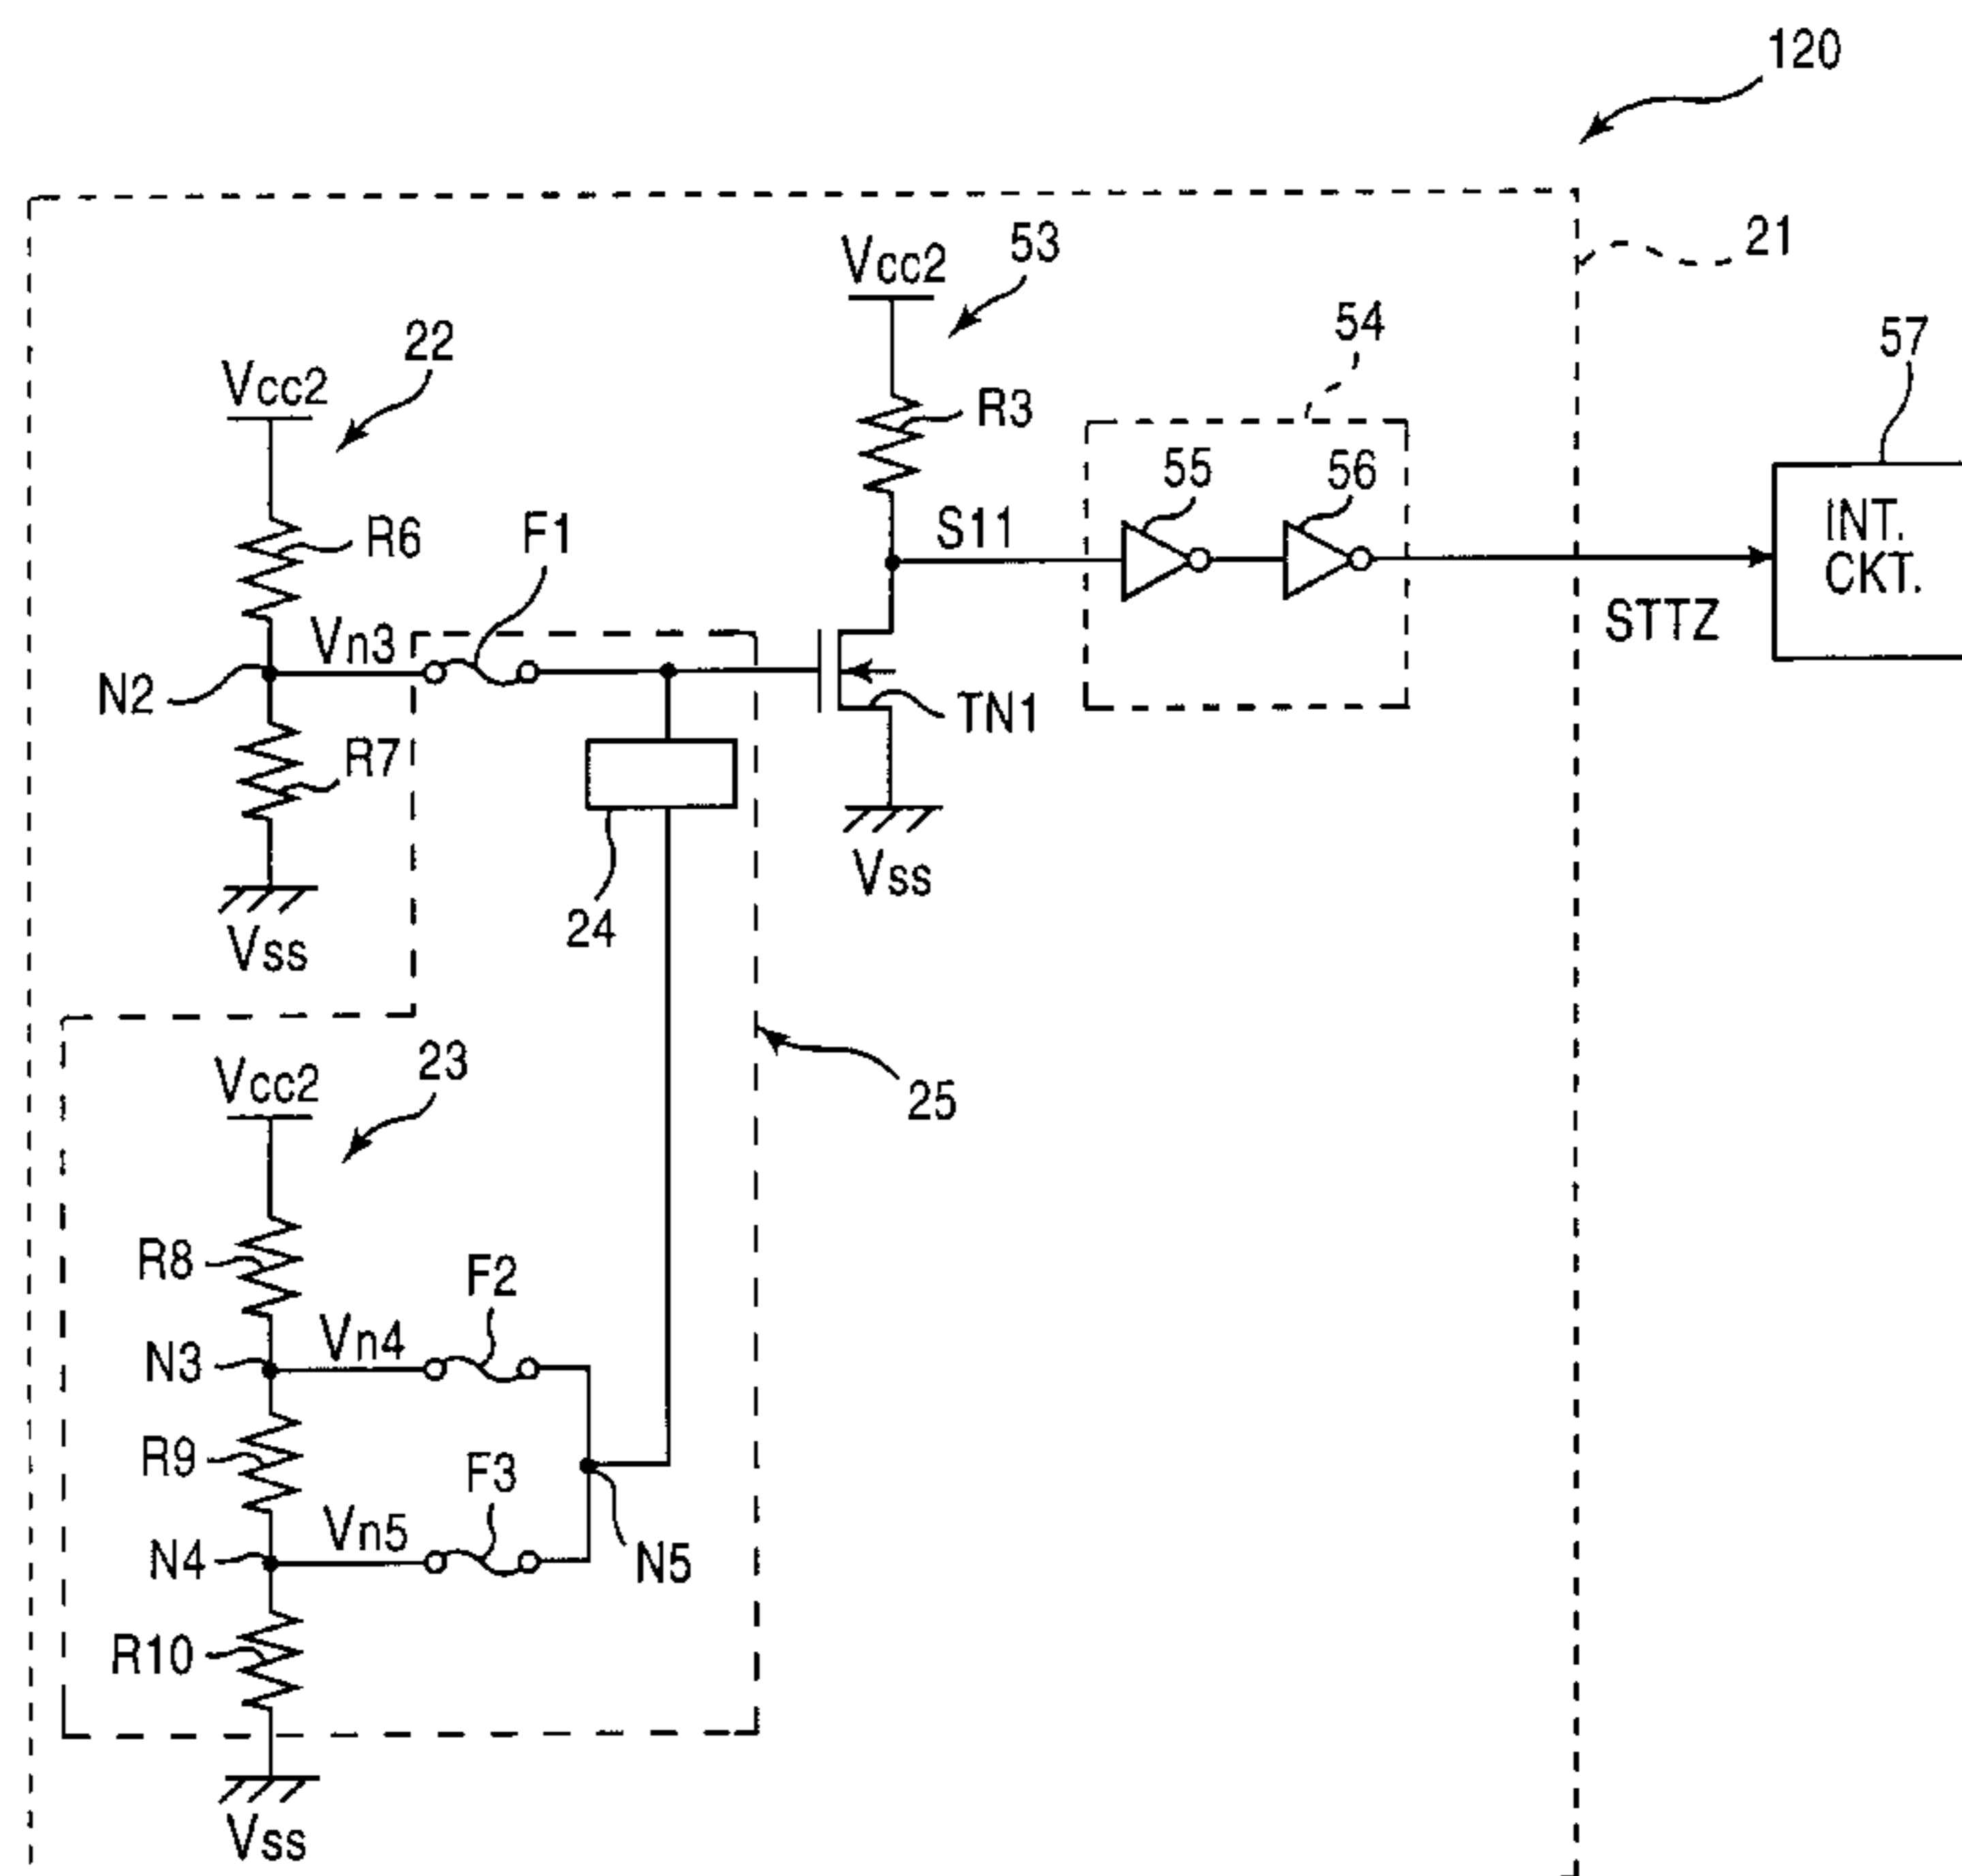 120
21
Vcc2
53
54
57
Vcc2
22
R3
55
56
INT.
CKT.
R6
F1
S11
STTZ
Vn3
N2
TN1
R7
24
Vss
Vss
25
Vcc2
23
R8
F2
N3
Vn4
R9
F3
N4
Vn5
N5
R10
Vss